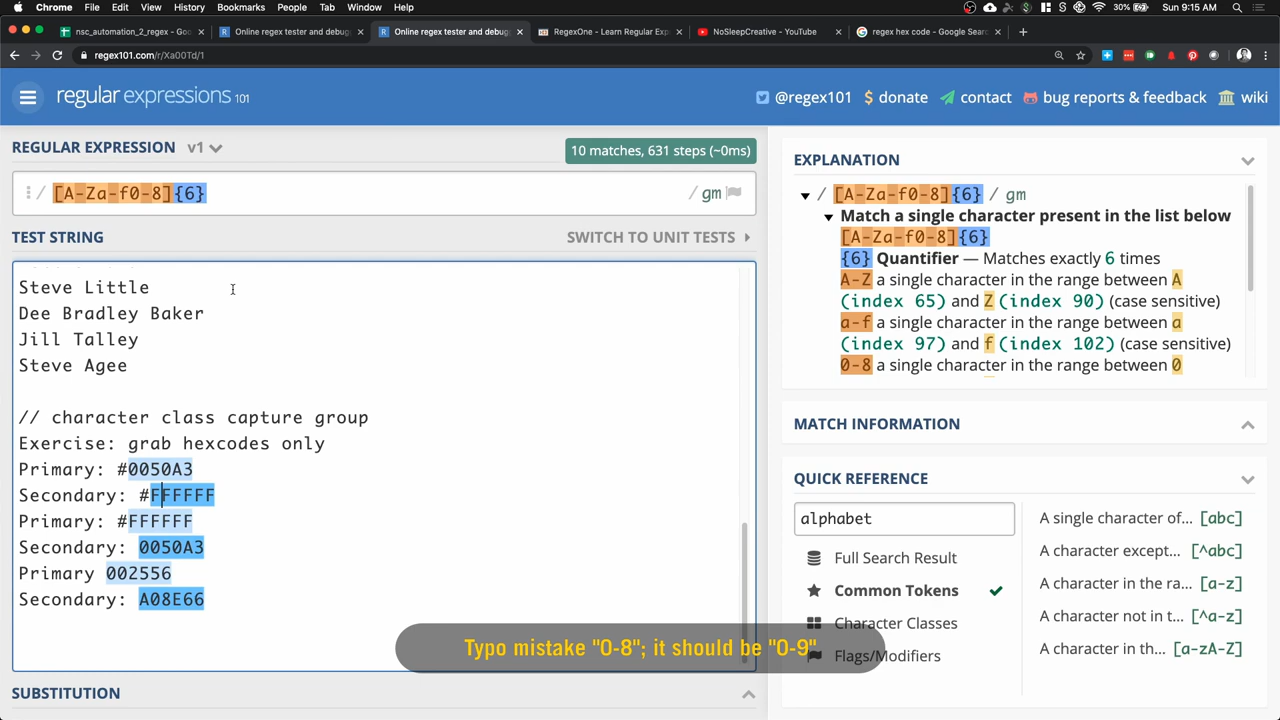 Chrome File Edit View History Bookmarks People Tab Window Help 30% Sun 9:15 AM
nsc_automation_2_regex - Goo
Online regex tester and debug
Online regex tester and debug
RegexOne - Learn Regular Exp
NoSleepCreative - YouTube
regex hex code - Google Sear
regex101.com/r/Xa00Td/1
regular expressions 101
@regex101 donate contact bug reports & feedback wiki
REGULAR EXPRESSION v1
10 matches, 631 steps (~0ms)
/ [A-Za-f0-8]{6} / gm
TEST STRING SWITCH TO UNIT TESTS
Steve Little
Dee Bradley Baker
Jill Talley
Steve Agee
// character class capture group
Exercise: grab hexcodes only
Primary: #0050A3
Secondary: #FFFFFF
Primary: #FFFFFF
Secondary: 0050A3
Primary 002556
Secondary: A08E66
SUBSTITUTION
EXPLANATION
/ [A-Za-f0-8]{6} / gm
Match a single character present in the list below
[A-Za-f0-8]{6}
{6} Quantifier — Matches exactly 6 times
A-Z a single character in the range between A
(index 65) and Z (index 90) (case sensitive)
a-f a single character in the range between a
(index 97) and f (index 102) (case sensitive)
0-8 a single character in the range between 0
MATCH INFORMATION
QUICK REFERENCE
alphabet
Full Search Result
Common Tokens
Character Classes
Flags/Modifiers
A single character of... [abc]
A character except... [^abc]
A character in the ra... [a-z]
A character not in t... [^a-z]
A character in th... [a-zA-Z]
Typo mistake "0-8"; it should be "0-9"